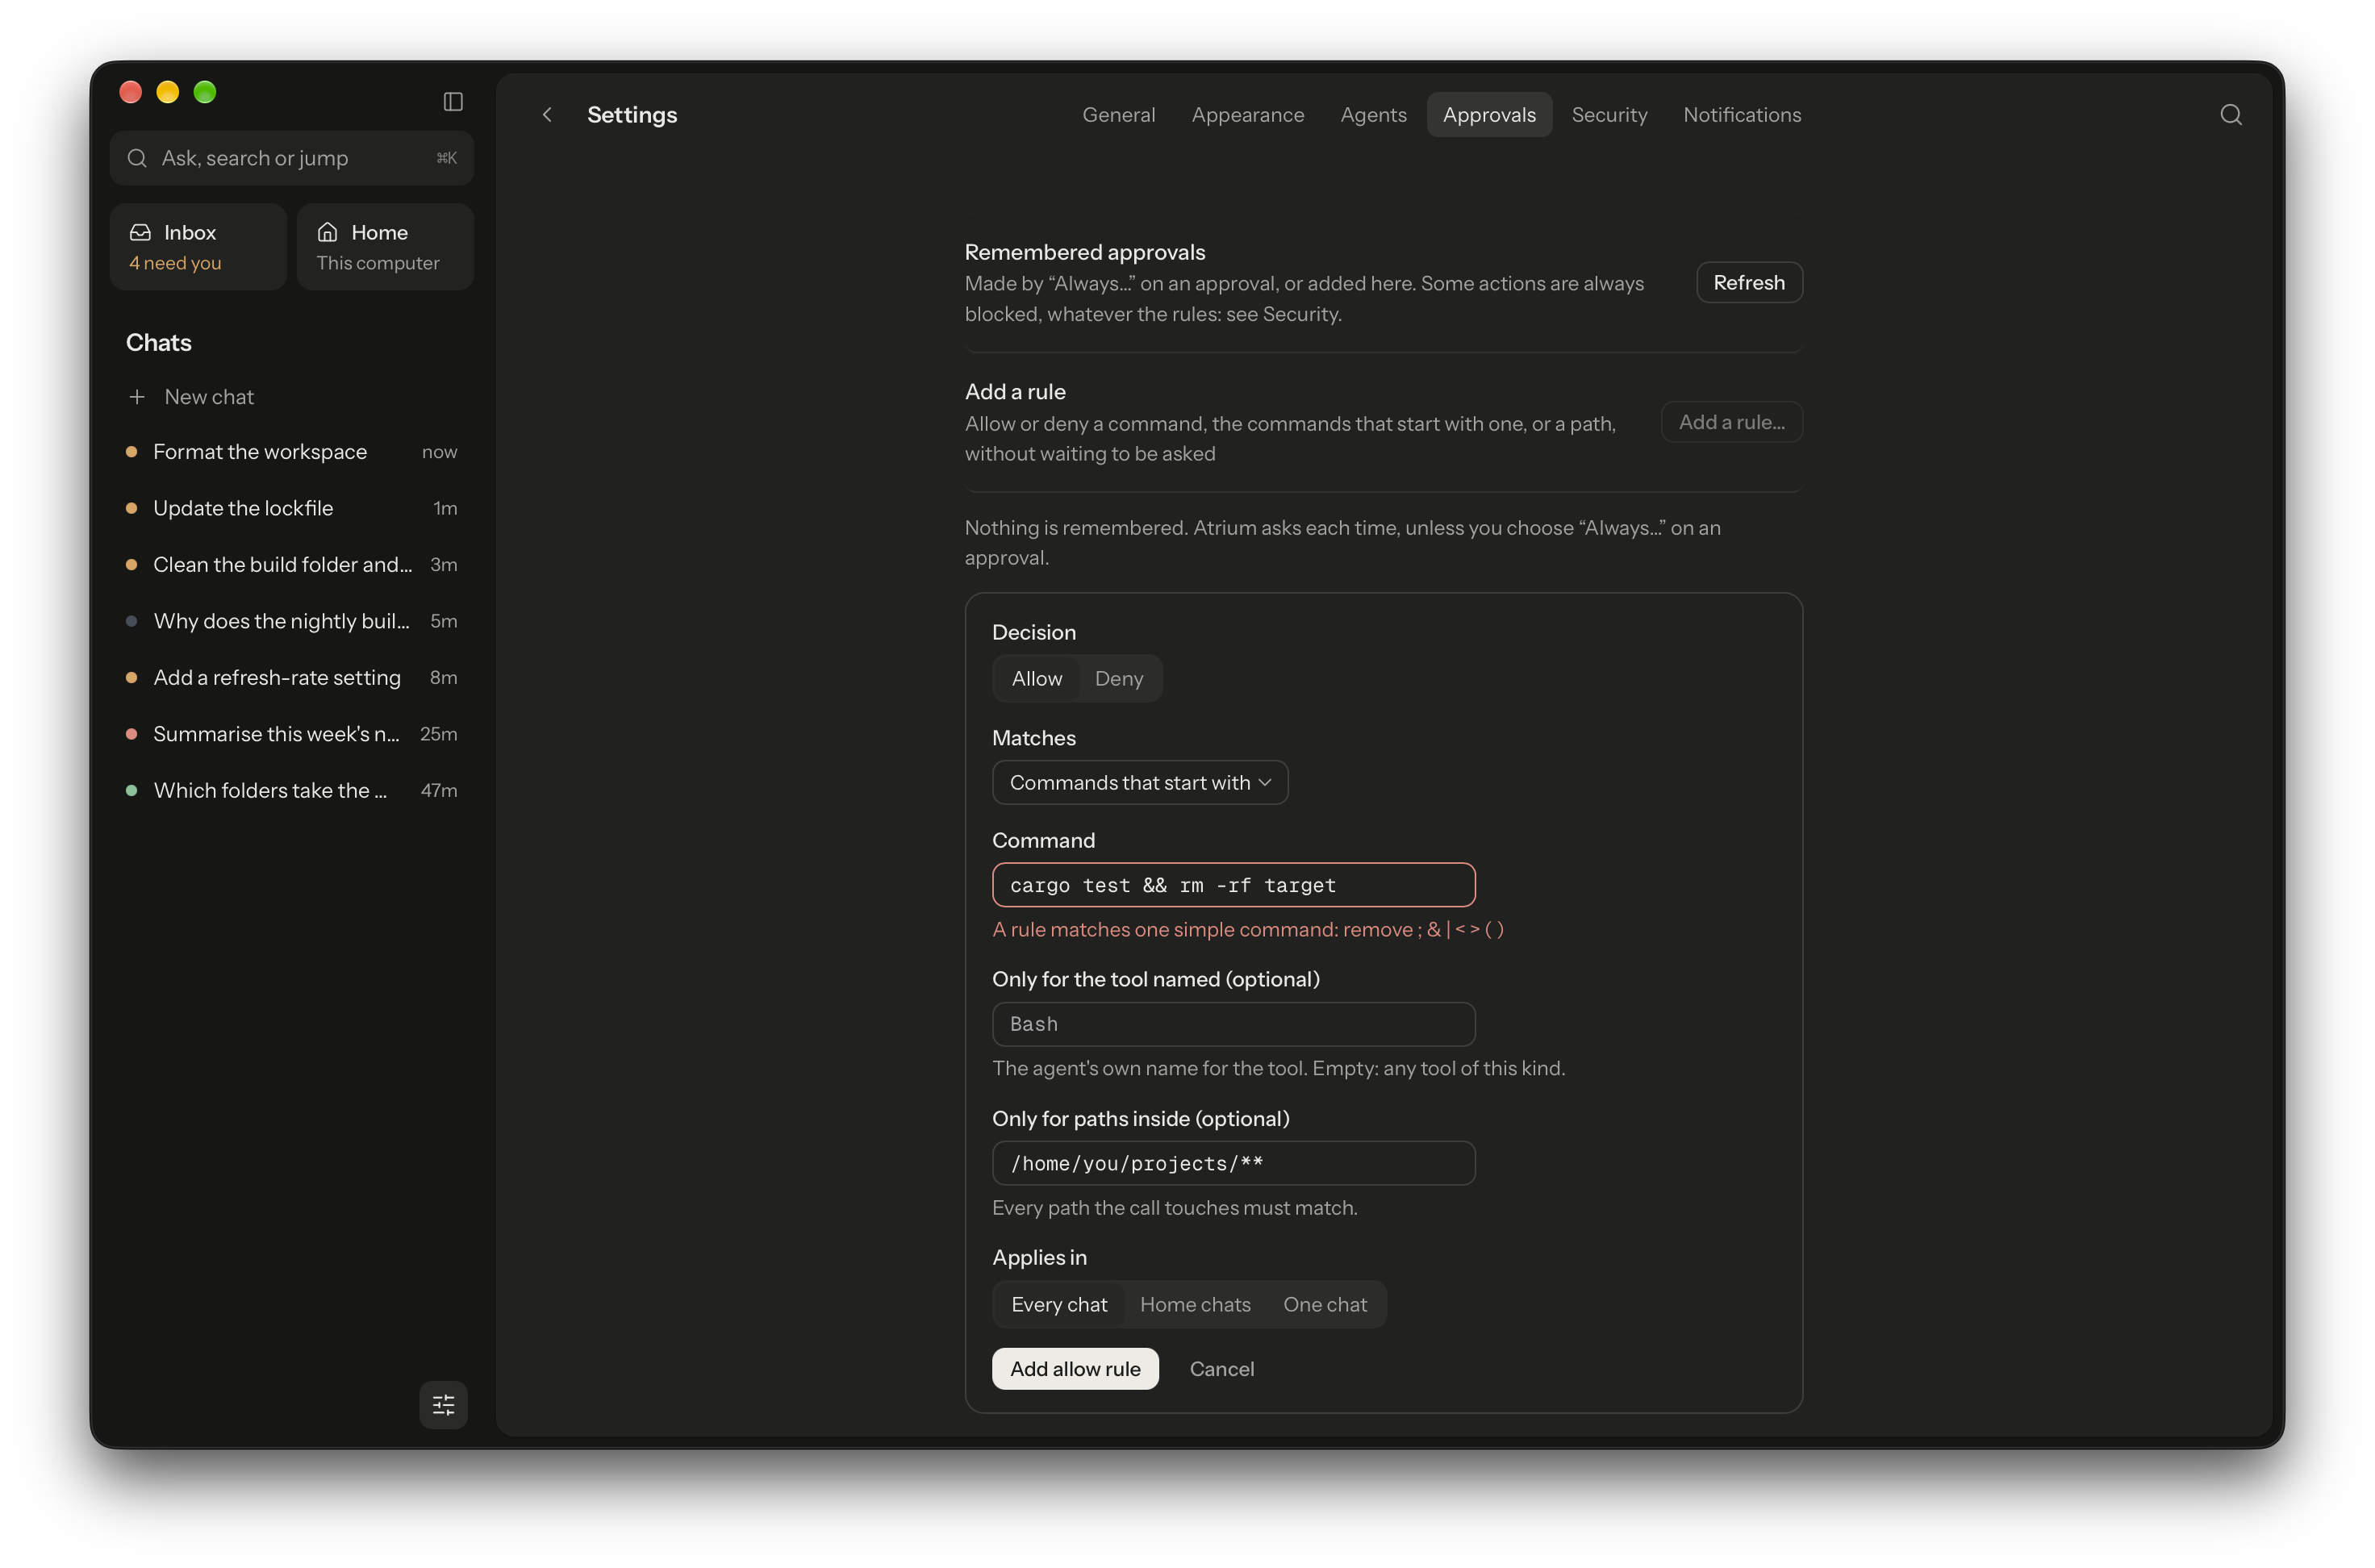 Ask, search or jump ⌘K
Inbox
4 need you
Home
This computer
Chats
New chat
Format the workspace now
Update the lockfile 1m
Clean the build folder and... 3m
Why does the nightly buil... 5m
Add a refresh-rate setting 8m
Summarise this week's n... 25m
Which folders take the ... 47m
Settings
General Appearance Agents Approvals Security Notifications
Remembered approvals
Made by “Always…” on an approval, or added here. Some actions are always
blocked, whatever the rules: see Security.
Refresh
Add a rule
Allow or deny a command, the commands that start with one, or a path,
without waiting to be asked
Add a rule…
Nothing is remembered. Atrium asks each time, unless you choose “Always…” on an
approval.
Decision
Allow Deny
Matches
Commands that start with
Command
cargo test && rm -rf target
A rule matches one simple command: remove ; & | < > ( )
Only for the tool named (optional)
Bash
The agent's own name for the tool. Empty: any tool of this kind.
Only for paths inside (optional)
/home/you/projects/**
Every path the call touches must match.
Applies in
Every chat Home chats One chat
Add allow rule Cancel